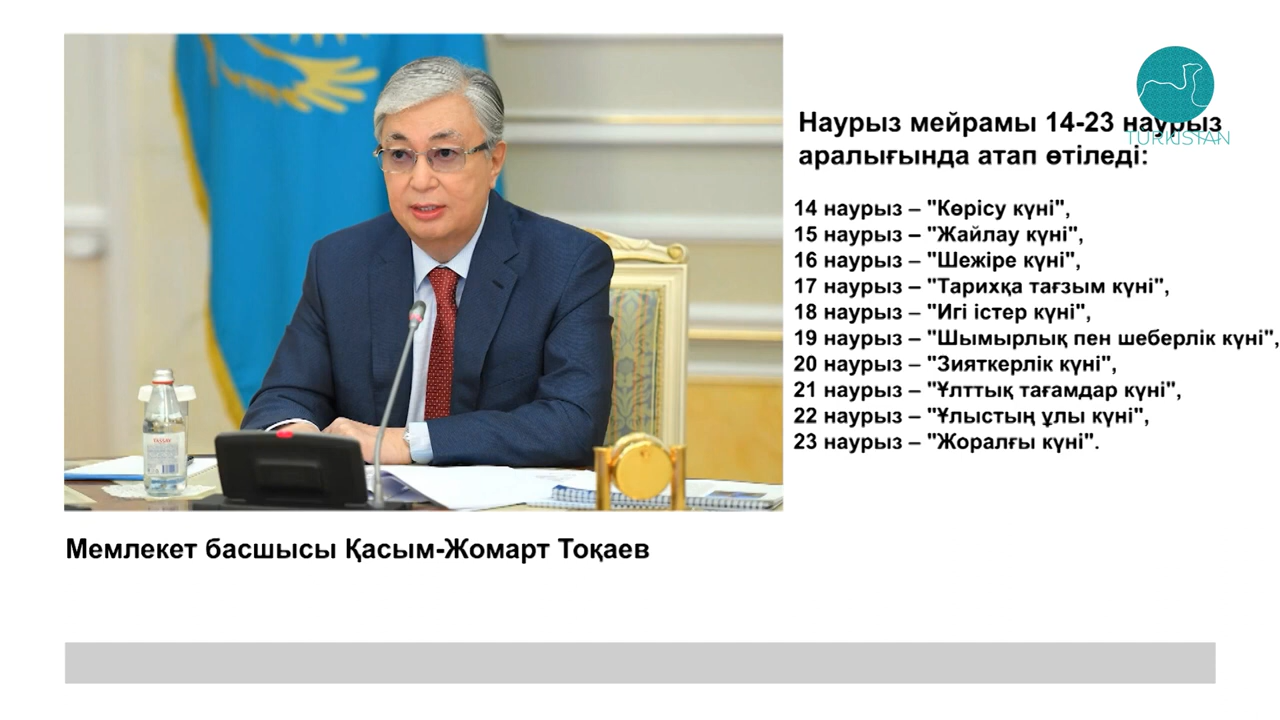 Наурыз мейрамы 14-23 наурыз
аралығында атап өтіледі:
TURKISTAN
14 наурыз – "Көрісу күні",
15 наурыз – "Жайлау күні",
16 наурыз – "Шежіре күні",
17 наурыз – "Тарихқа тағзым күні",
18 наурыз – "Игі істер күні",
19 наурыз – "Шымырлық пен шеберлік күні",
20 наурыз – "Зияткерлік күні",
21 наурыз – "Ұлттық тағамдар күні",
22 наурыз – "Ұлыстың ұлы күні",
23 наурыз – "Жоралғы күні".
Мемлекет басшысы Қасым-Жомарт Тоқаев